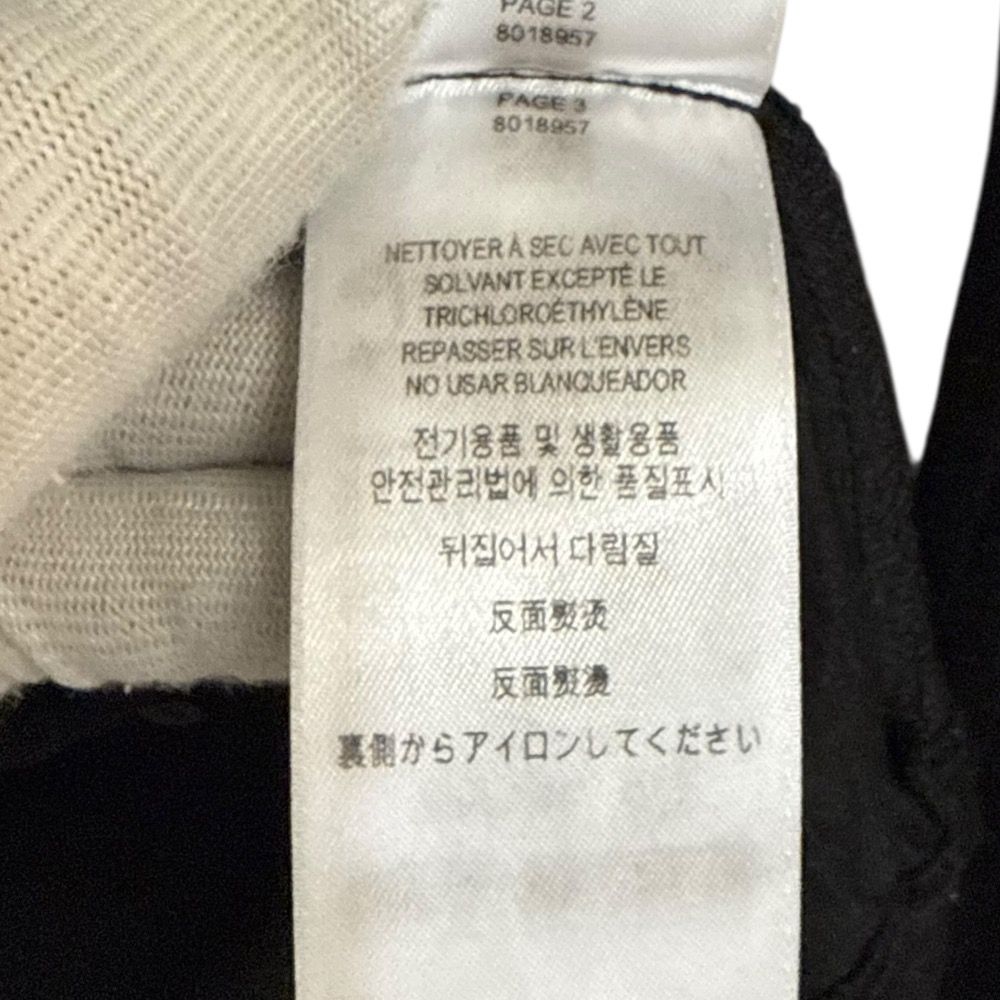 PAGE 2
8018957
PAGE 3
8018957
NETTOYER À SEC AVEC TOUT
SOLVANT EXCEPTÉ LE
TRICHLOROÉTHYLÈNE
REPASSER SUR L'ENVERS
NO USAR BLANQUEADOR
전기용품 및 생활용품
안전관리법에 의한 품질표시
뒤집어서 다림질
反面熨烫
反面熨燙
裏側からアイロンしてください